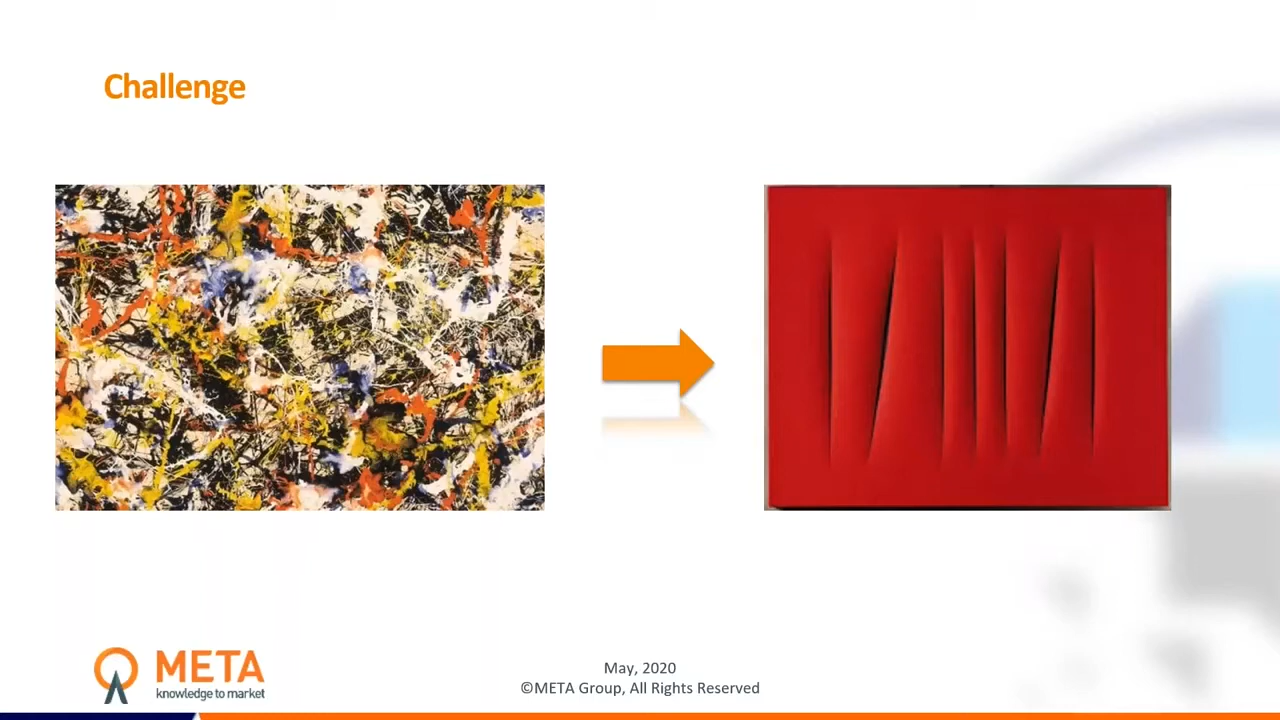 Challenge
META
knowledge to market
May, 2020
©META Group, All Rights Reserved